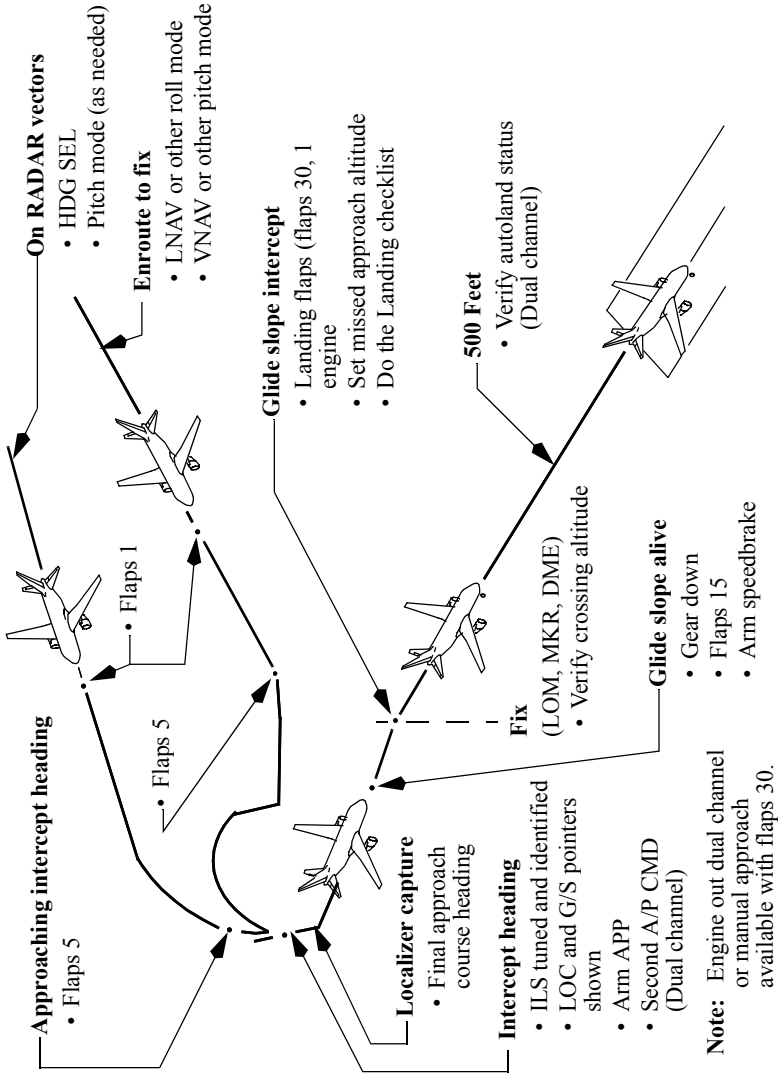 On RADAR vectors
• HDG SEL
• Pitch mode (as needed)
Enroute to fix
• LNAV or other roll mode
• VNAV or other pitch mode
• Flaps 1
Approaching intercept heading
• Flaps 5
• Flaps 5
Localizer capture
• Final approach
course heading
Intercept heading
• ILS tuned and identified
• LOC and G/S pointers
shown
• Arm APP
• Second A/P CMD
(Dual channel)
Glide slope alive
• Gear down
• Flaps 15
• Arm speedbrake
Glide slope intercept
• Landing flaps (flaps 30, 1
engine
• Set missed approach altitude
• Do the Landing checklist
Fix
(LOM, MKR, DME)
• Verify crossing altitude
500 Feet
• Verify autoland status
(Dual channel)
Note: Engine out dual channel
or manual approach
available with flaps 30.